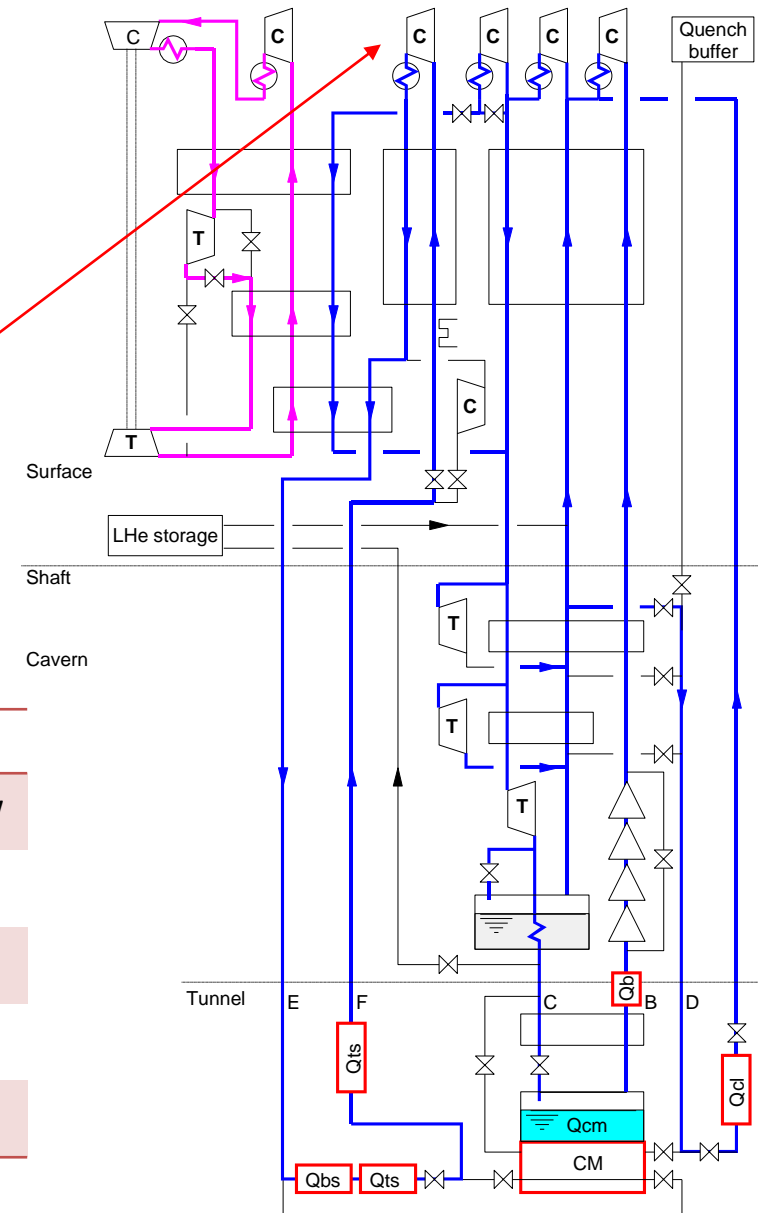 C
C
C
C
C
C
Quench
buffer
T
C
T
Surface
LHe storage
Shaft
T
Cavern
T
T
Tunnel
E
F
C
Qb
B
D
Qts
Qcl
Qcm
CM
Qbs
Qts